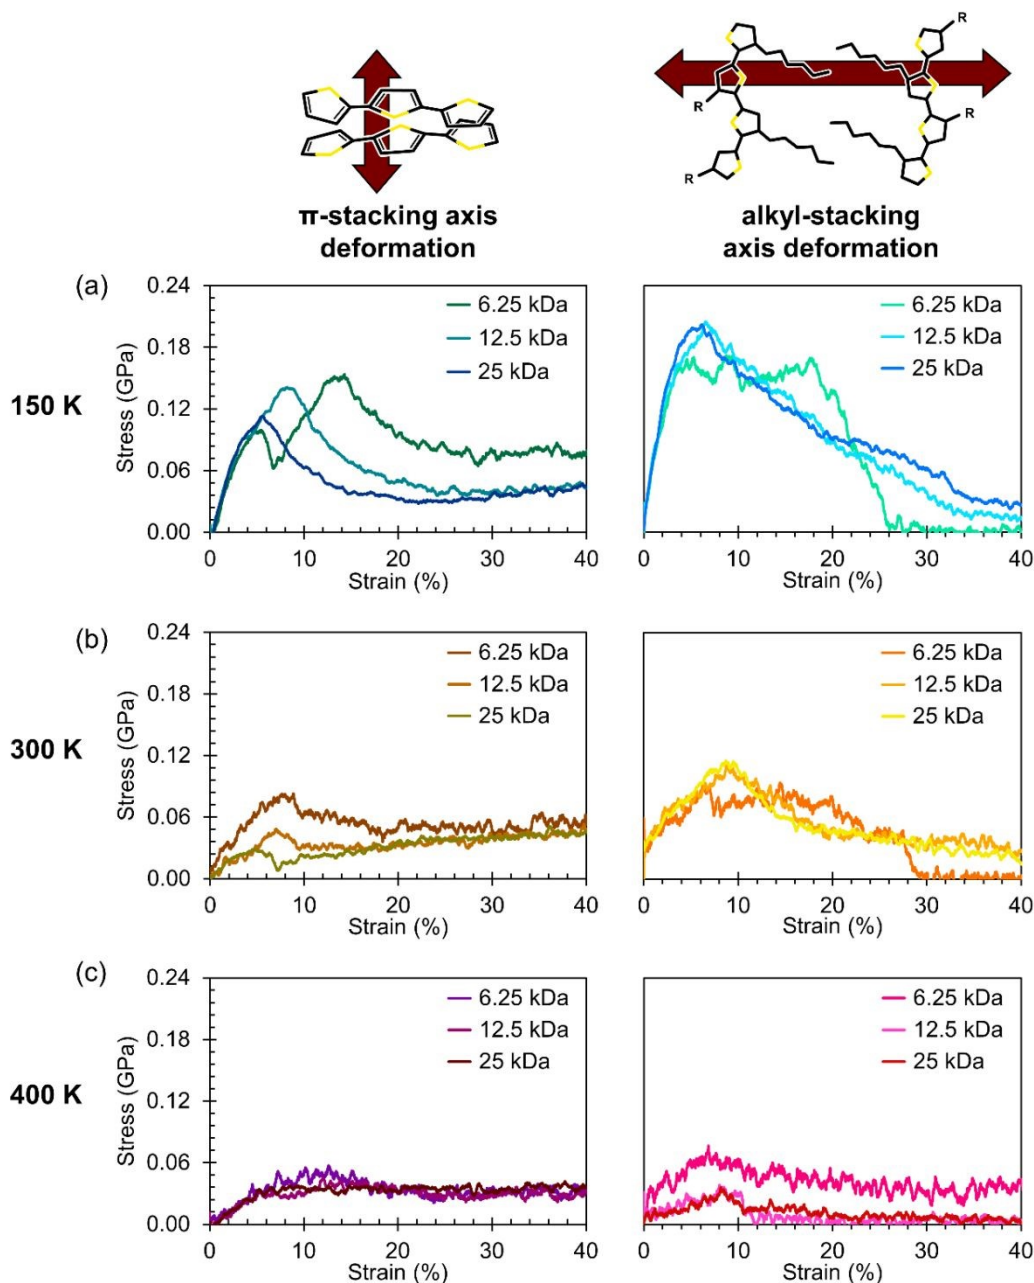 R
R
R
R
π-stacking axis
deformation
alkyl-stacking
axis deformation
(a)
150 K
Stress (GPa)
0.24
0.18
0.12
0.06
0.00
6.25 kDa
12.5 kDa
25 kDa
0 10 20 30 40
Strain (%)
6.25 kDa
12.5 kDa
25 kDa
0 10 20 30 40
Strain (%)
(b)
300 K
Stress (GPa)
0.24
0.18
0.12
0.06
0.00
6.25 kDa
12.5 kDa
25 kDa
0 10 20 30 40
Strain (%)
6.25 kDa
12.5 kDa
25 kDa
0 10 20 30 40
Strain (%)
(c)
400 K
Stress (GPa)
0.24
0.18
0.12
0.06
0.00
6.25 kDa
12.5 kDa
25 kDa
0 10 20 30 40
Strain (%)
6.25 kDa
12.5 kDa
25 kDa
0 10 20 30 40
Strain (%)